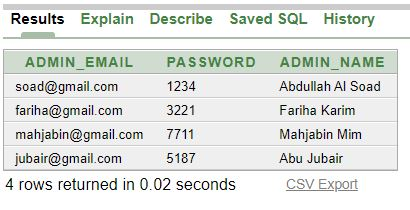 Results Explain Describe Saved SQL History
ADMIN_EMAIL PASSWORD ADMIN_NAME
soad@gmail.com 1234 Abdullah Al Soad
fariha@gmail.com 3221 Fariha Karim
mahjabin@gmail.com 7711 Mahjabin Mim
jubair@gmail.com 5187 Abu Jubair
4 rows returned in 0.02 seconds CSV Export